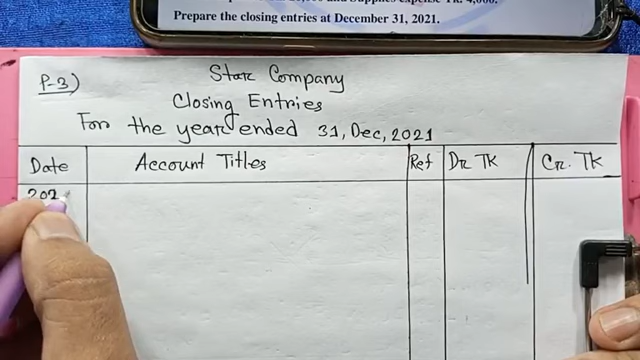 Prepare the closing entries at December 31, 2021.
P-3)
Star Company
Closing Entries
For the year ended 31, Dec, 2021
Date Account Titles Ref Dr TK Cr. TK
202